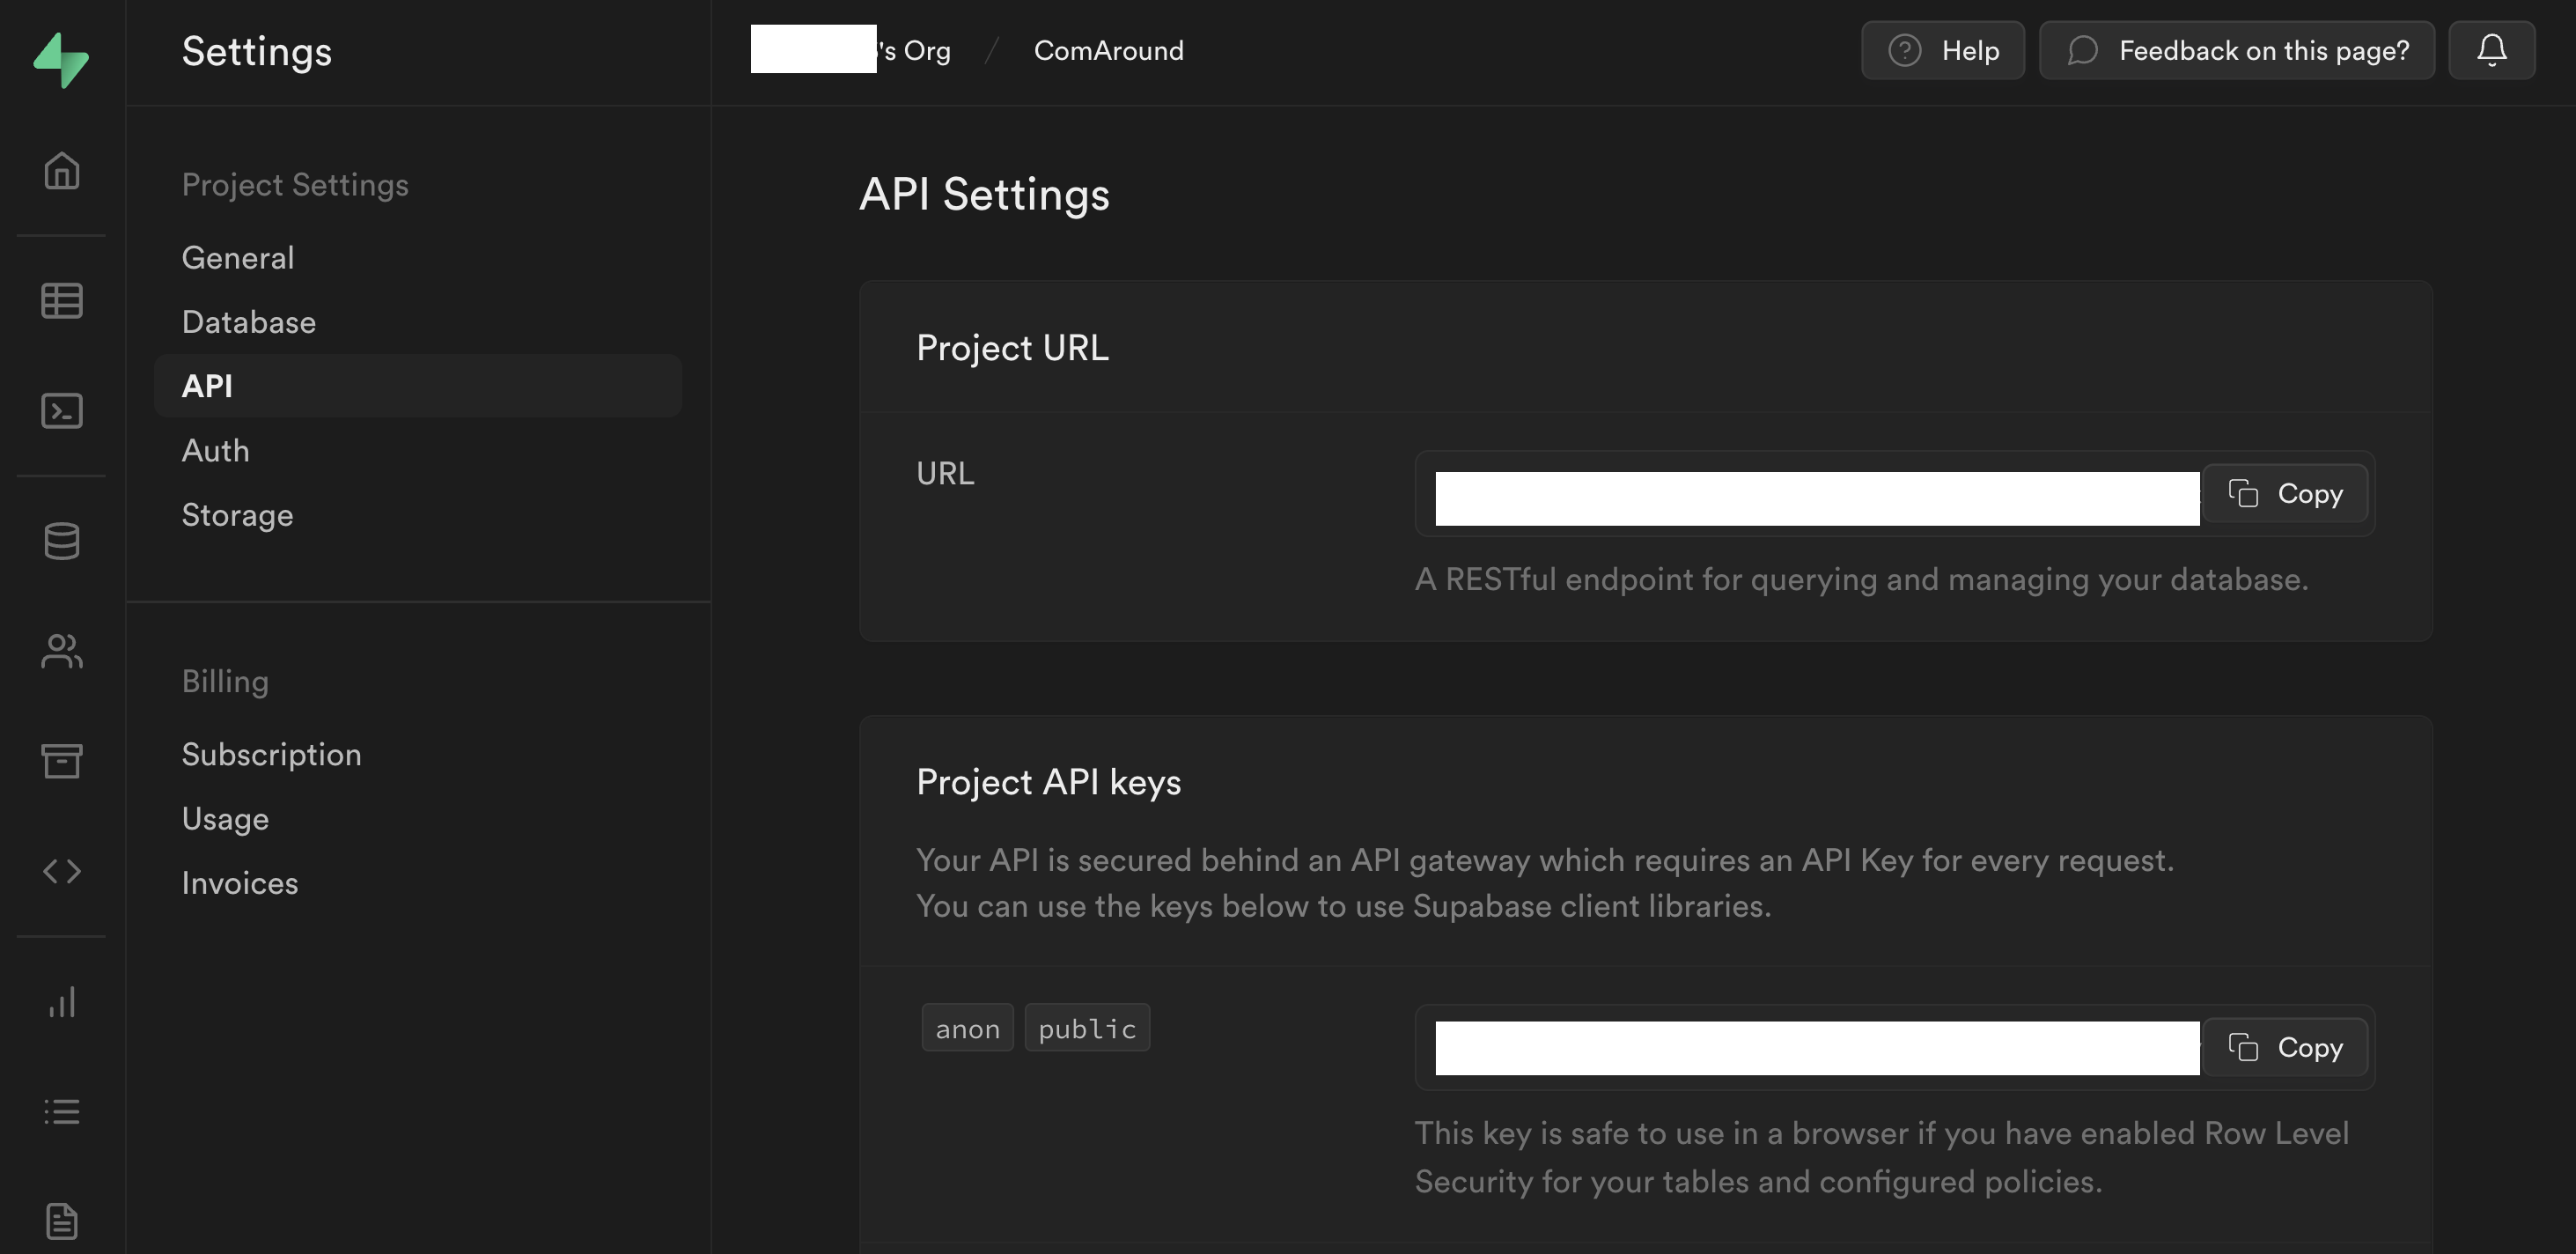 Settings
's Org / ComAround
Help
Feedback on this page?
Project Settings
General
Database
API
Auth
Storage
Billing
Subscription
Usage
Invoices
API Settings
Project URL
URL
Copy
A RESTful endpoint for querying and managing your database.
Project API keys
Your API is secured behind an API gateway which requires an API Key for every request.
You can use the keys below to use Supabase client libraries.
anon public
Copy
This key is safe to use in a browser if you have enabled Row Level
Security for your tables and configured policies.